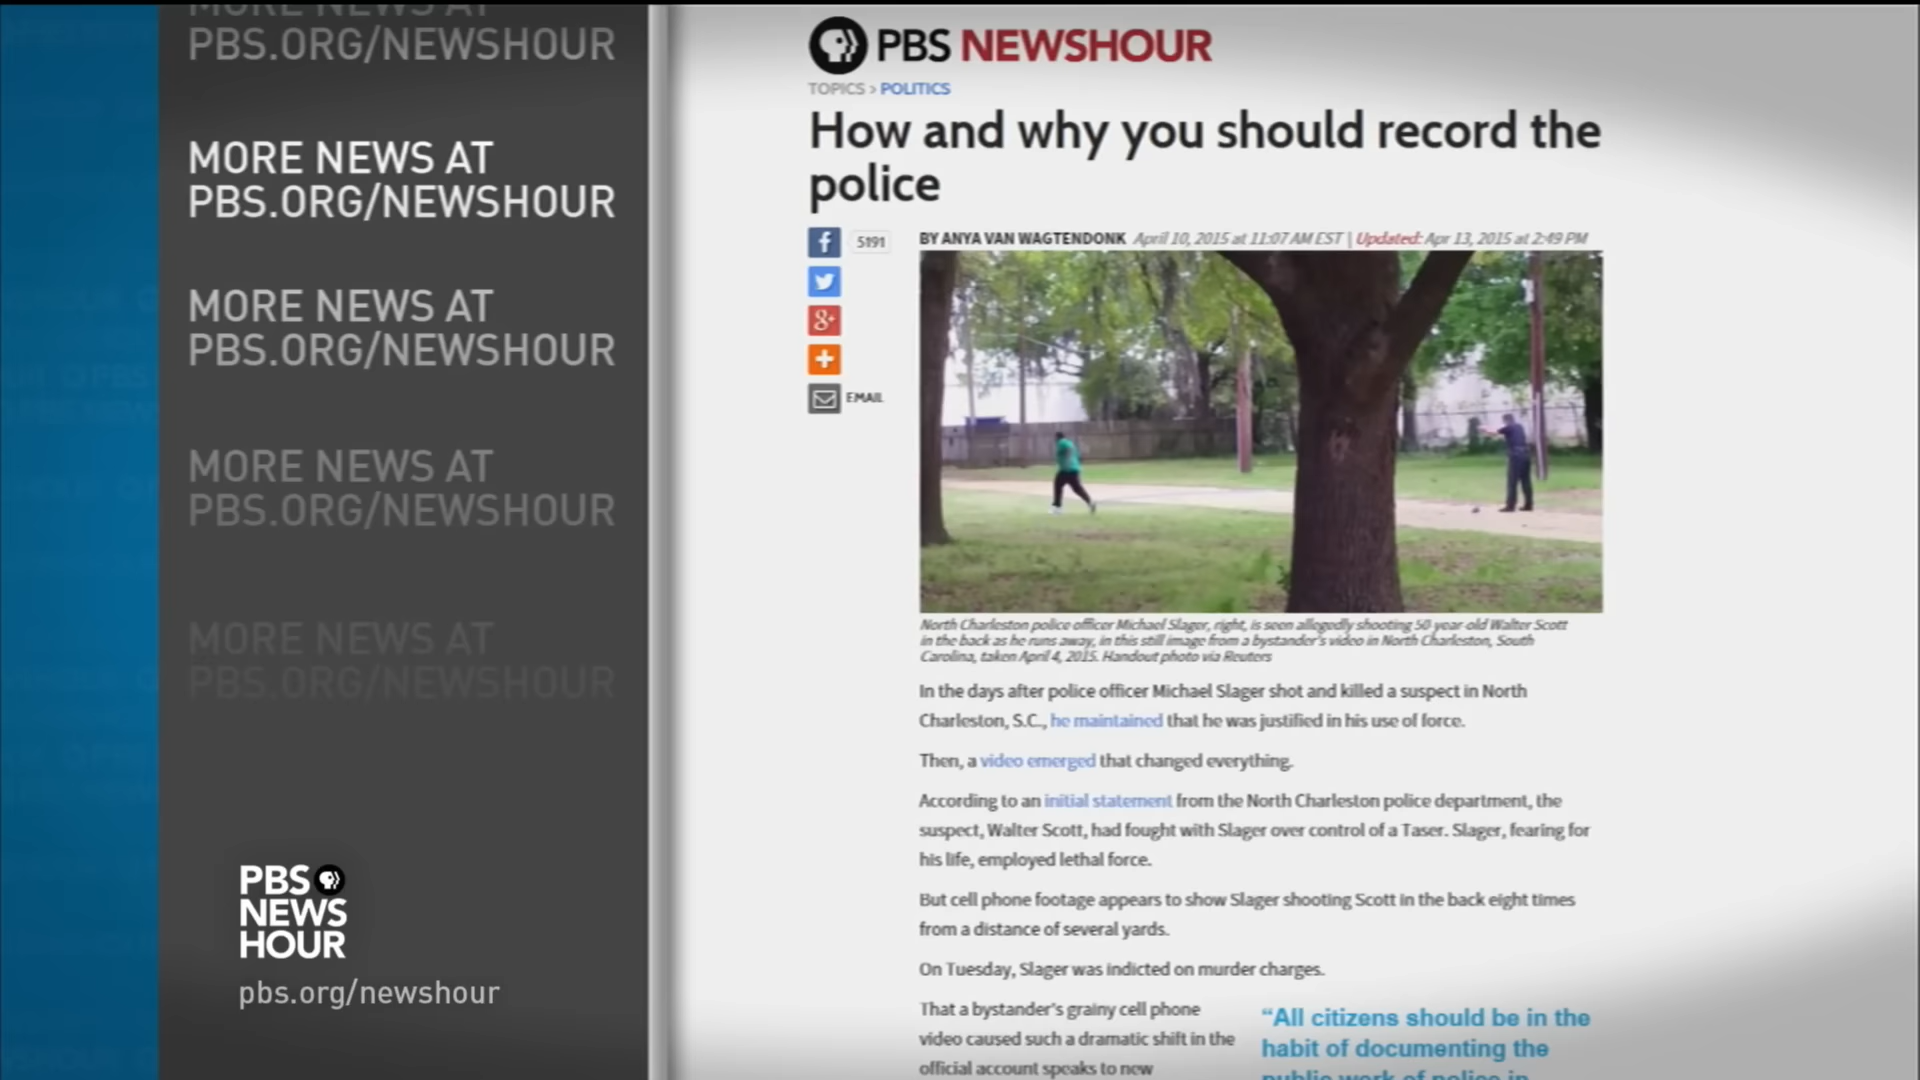 MORE NEWS AT
PBS.ORG/NEWSHOUR
MORE NEWS AT
PBS.ORG/NEWSHOUR
MORE NEWS AT
PBS.ORG/NEWSHOUR
MORE NEWS AT
PBS.ORG/NEWSHOUR
MORE NEWS AT
PBS.ORG/NEWSHOUR
PBS
NEWS
HOUR
pbs.org/newshour
PBS NEWSHOUR
TOPICS > POLITICS
How and why you should record the
police
f 5191
g+
EMAIL
BY ANYA VAN WAGTENDONK April 10, 2015 at 11:07 AM EST | Updated: Apr 13, 2015 at 2:49 PM
North Charleston police officer Michael Slager, right, is seen allegedly shooting 50-year-old Walter Scott
in the back as he runs away, in this still image from a bystander's video in North Charleston, South
Carolina, taken April 4, 2015. Handout photo via Reuters
In the days after police officer Michael Slager shot and killed a suspect in North
Charleston, S.C., he maintained that he was justified in his use of force.
Then, a video emerged that changed everything.
According to an initial statement from the North Charleston police department, the
suspect, Walter Scott, had fought with Slager over control of a Taser. Slager, fearing for
his life, employed lethal force.
But cell phone footage appears to show Slager shooting Scott in the back eight times
from a distance of several yards.
On Tuesday, Slager was indicted on murder charges.
That a bystander's grainy cell phone
video caused such a dramatic shift in the
official account speaks to new
“All citizens should be in the
habit of documenting the
public work of police in